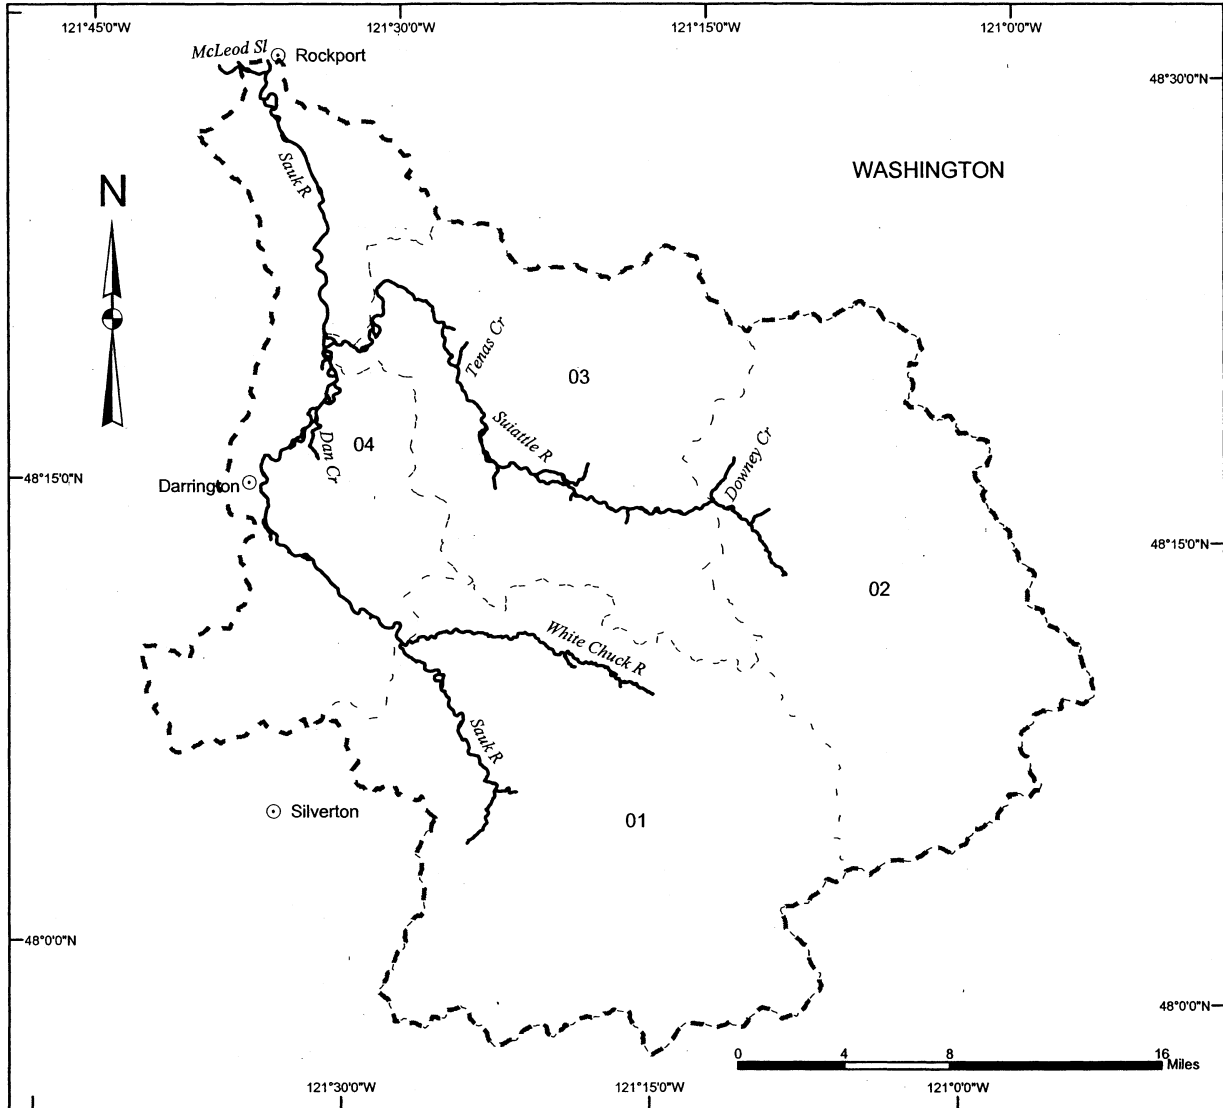 121°45'0"W 121°30'0"W 121°15'0"W 121°0'0"W
McLeod Sl
Rockport
48°30'0"N
Sauk R
WASHINGTON
N
Tenas Cr
03
Suiattle R
04
Dan Cr
Downey Cr
48°15'0"N
Darrington
48°15'0"N
02
White Chuck R
Sauk R
Silverton
01
48°0'0"N
48°0'0"N
0 4 8 16
Miles
121°30'0"W 121°15'0"W 121°0'0"W